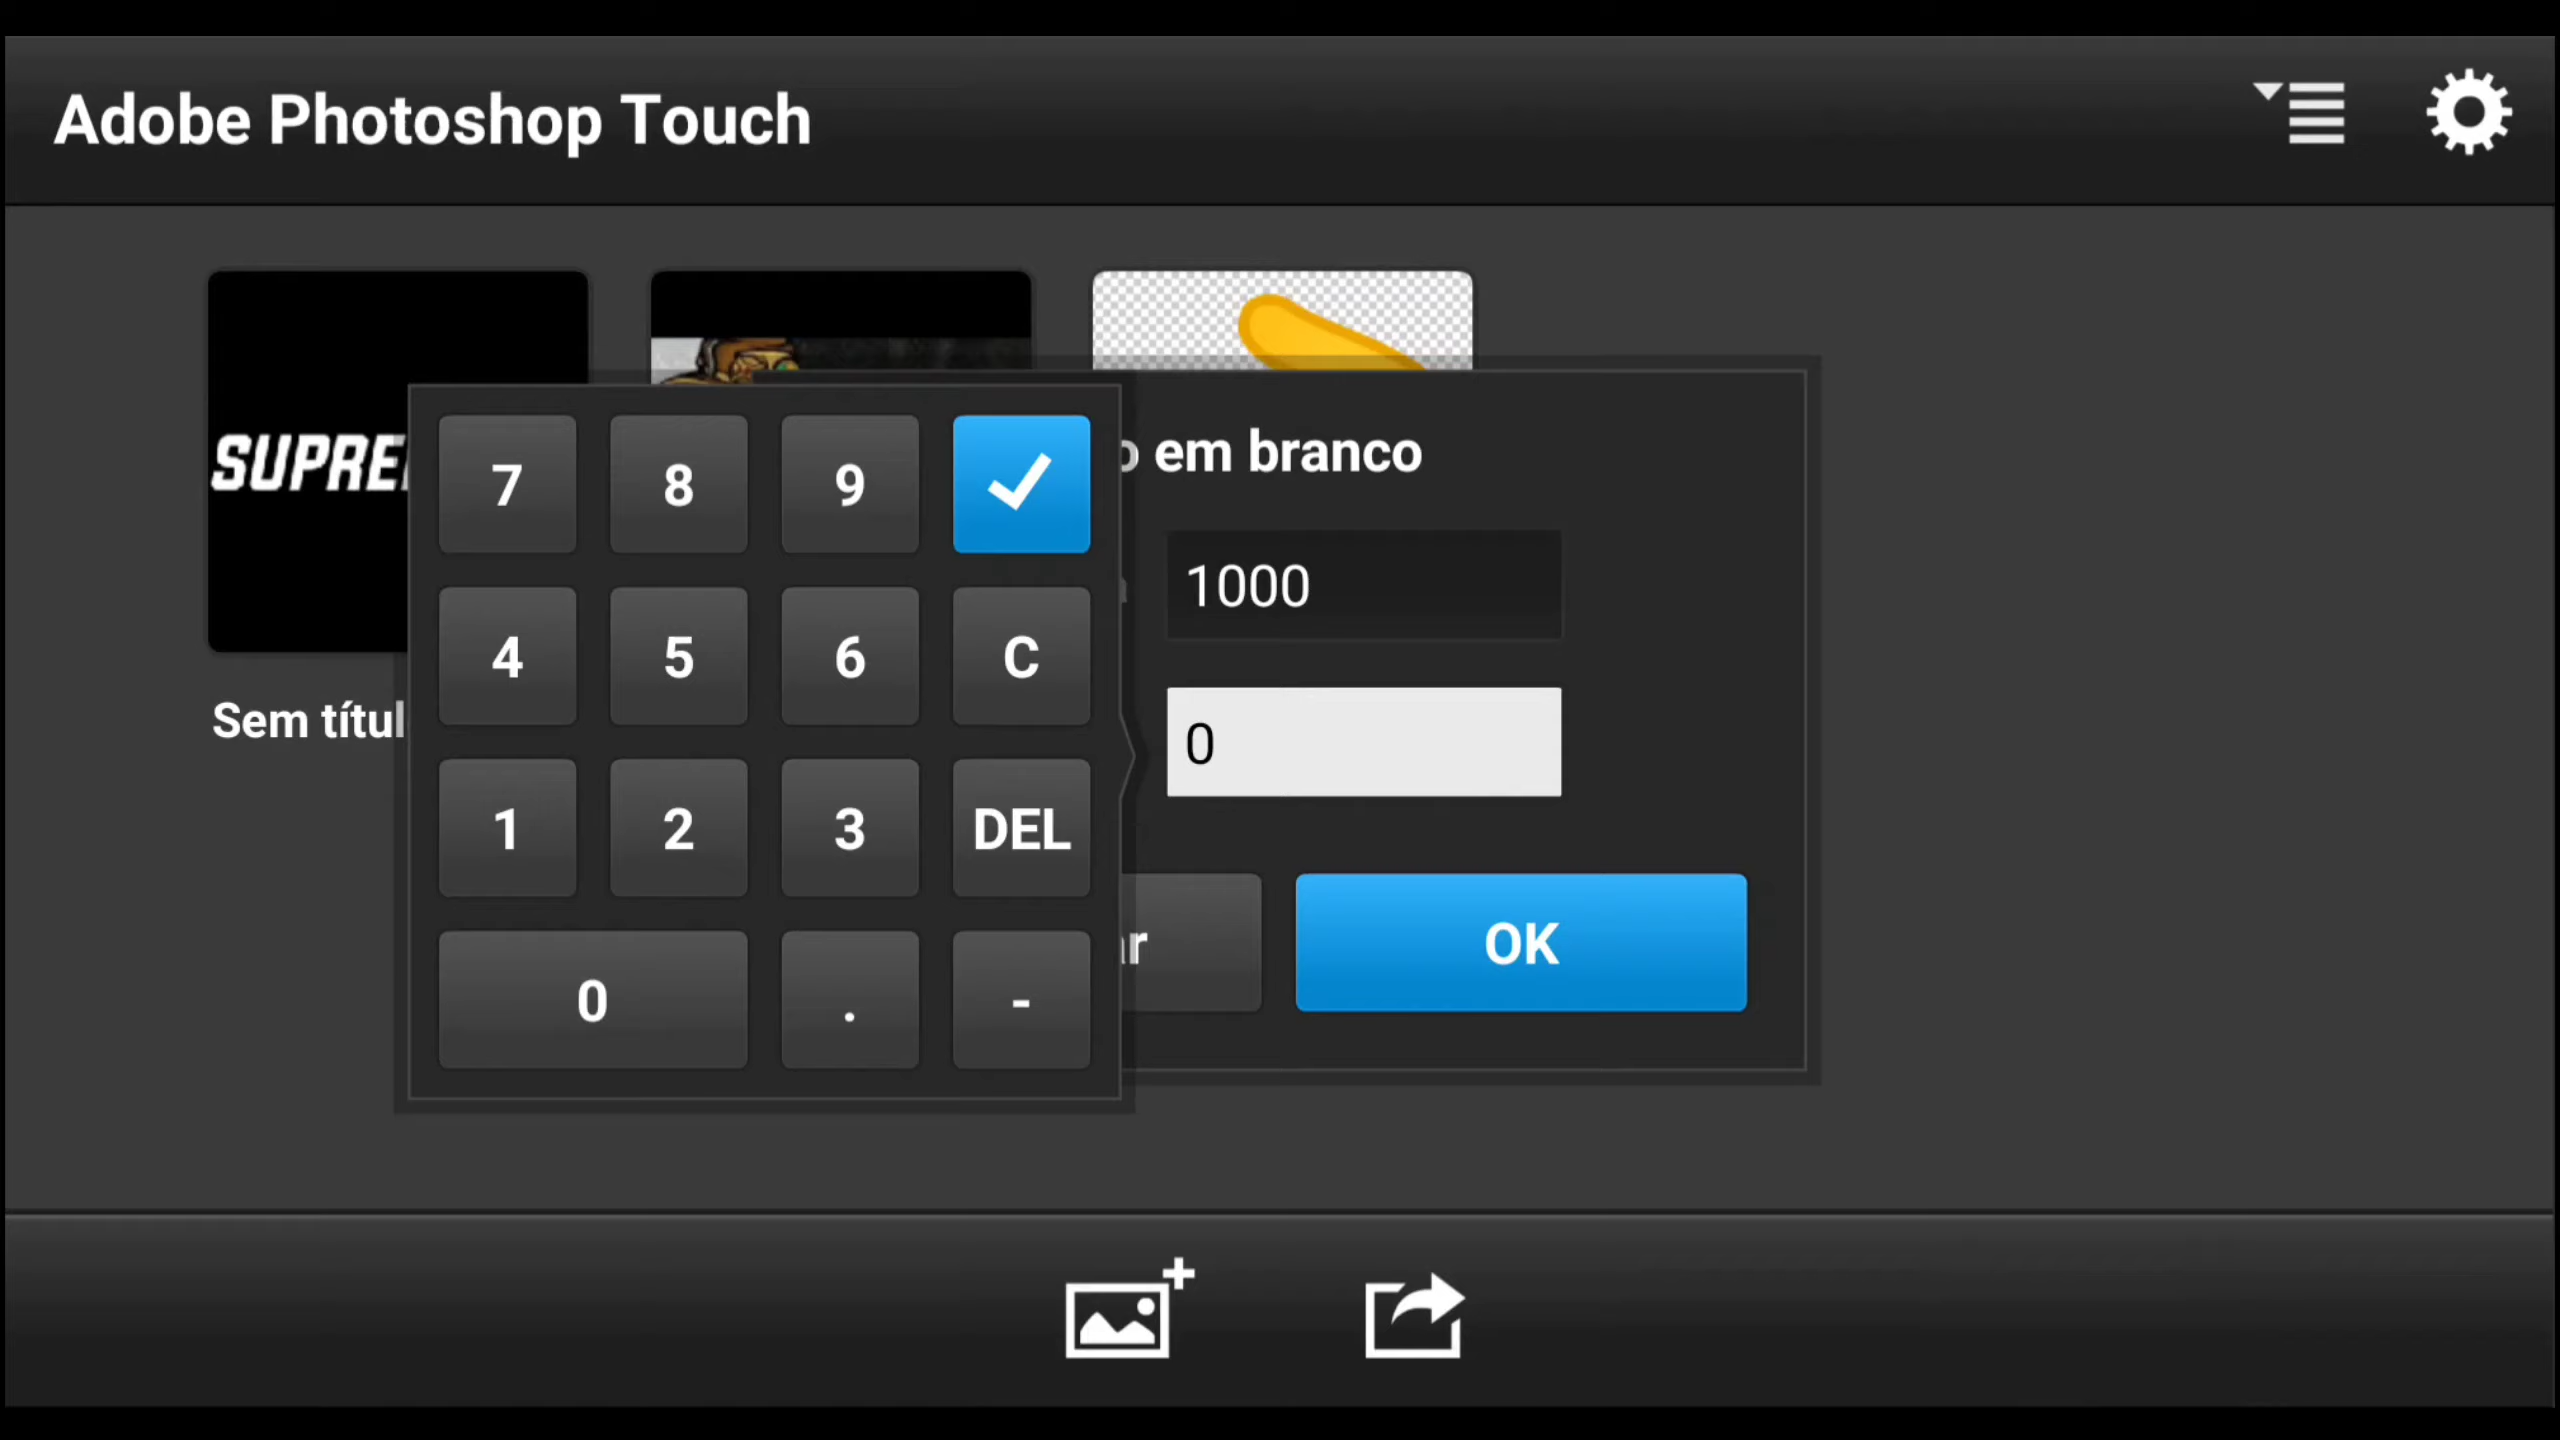 Adobe Photoshop Touch
SUPRE
Sem títul
em branco
7 8 9
4 5 6 C
1 2 3 DEL
0 . -
1000
0
ar OK